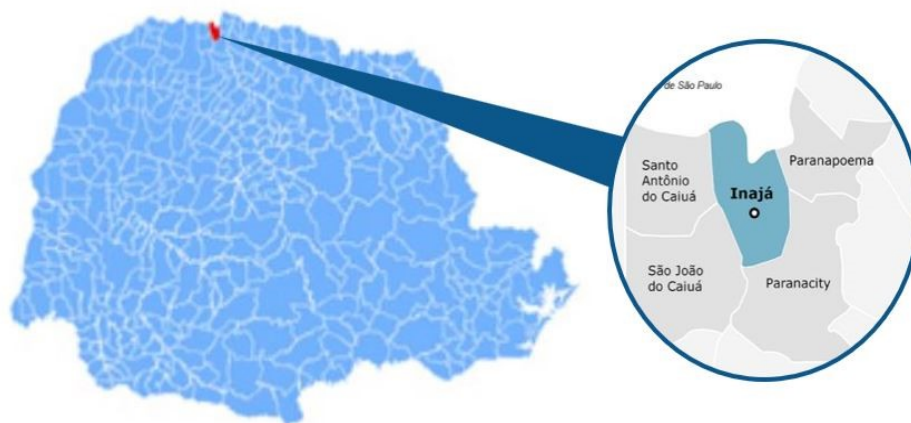 de São Paulo
Santo
Antônio
do Caiuá
Paranapoema
Inajá
São João
do Caiuá
Paranacity